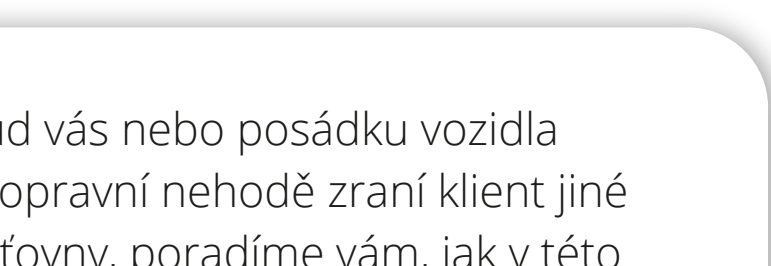 ud vás nebo posádku vozidla
opravní nehodě zraní klient jiné
ťovny, poradíme vám, jak v této